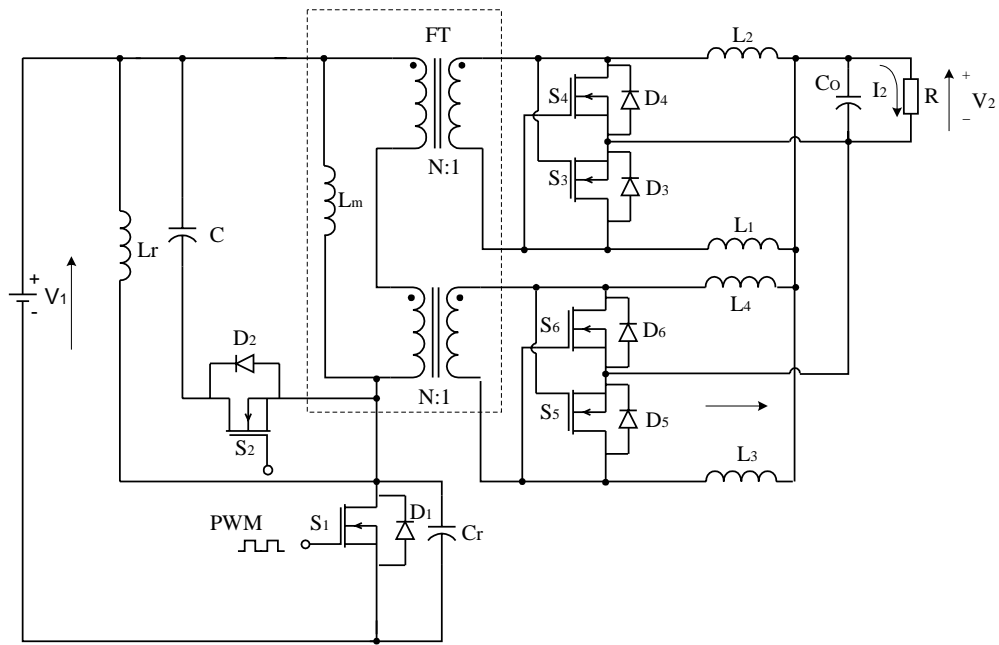 FT
L2
S4
D4
CO
I2
R
+
V2
−
N:1
S3
D3
Lm
L1
Lr
C
L4
+
V1
-
S6
D6
D2
N:1
S5
D5
S2
L3
PWM
S1
D1
Cr